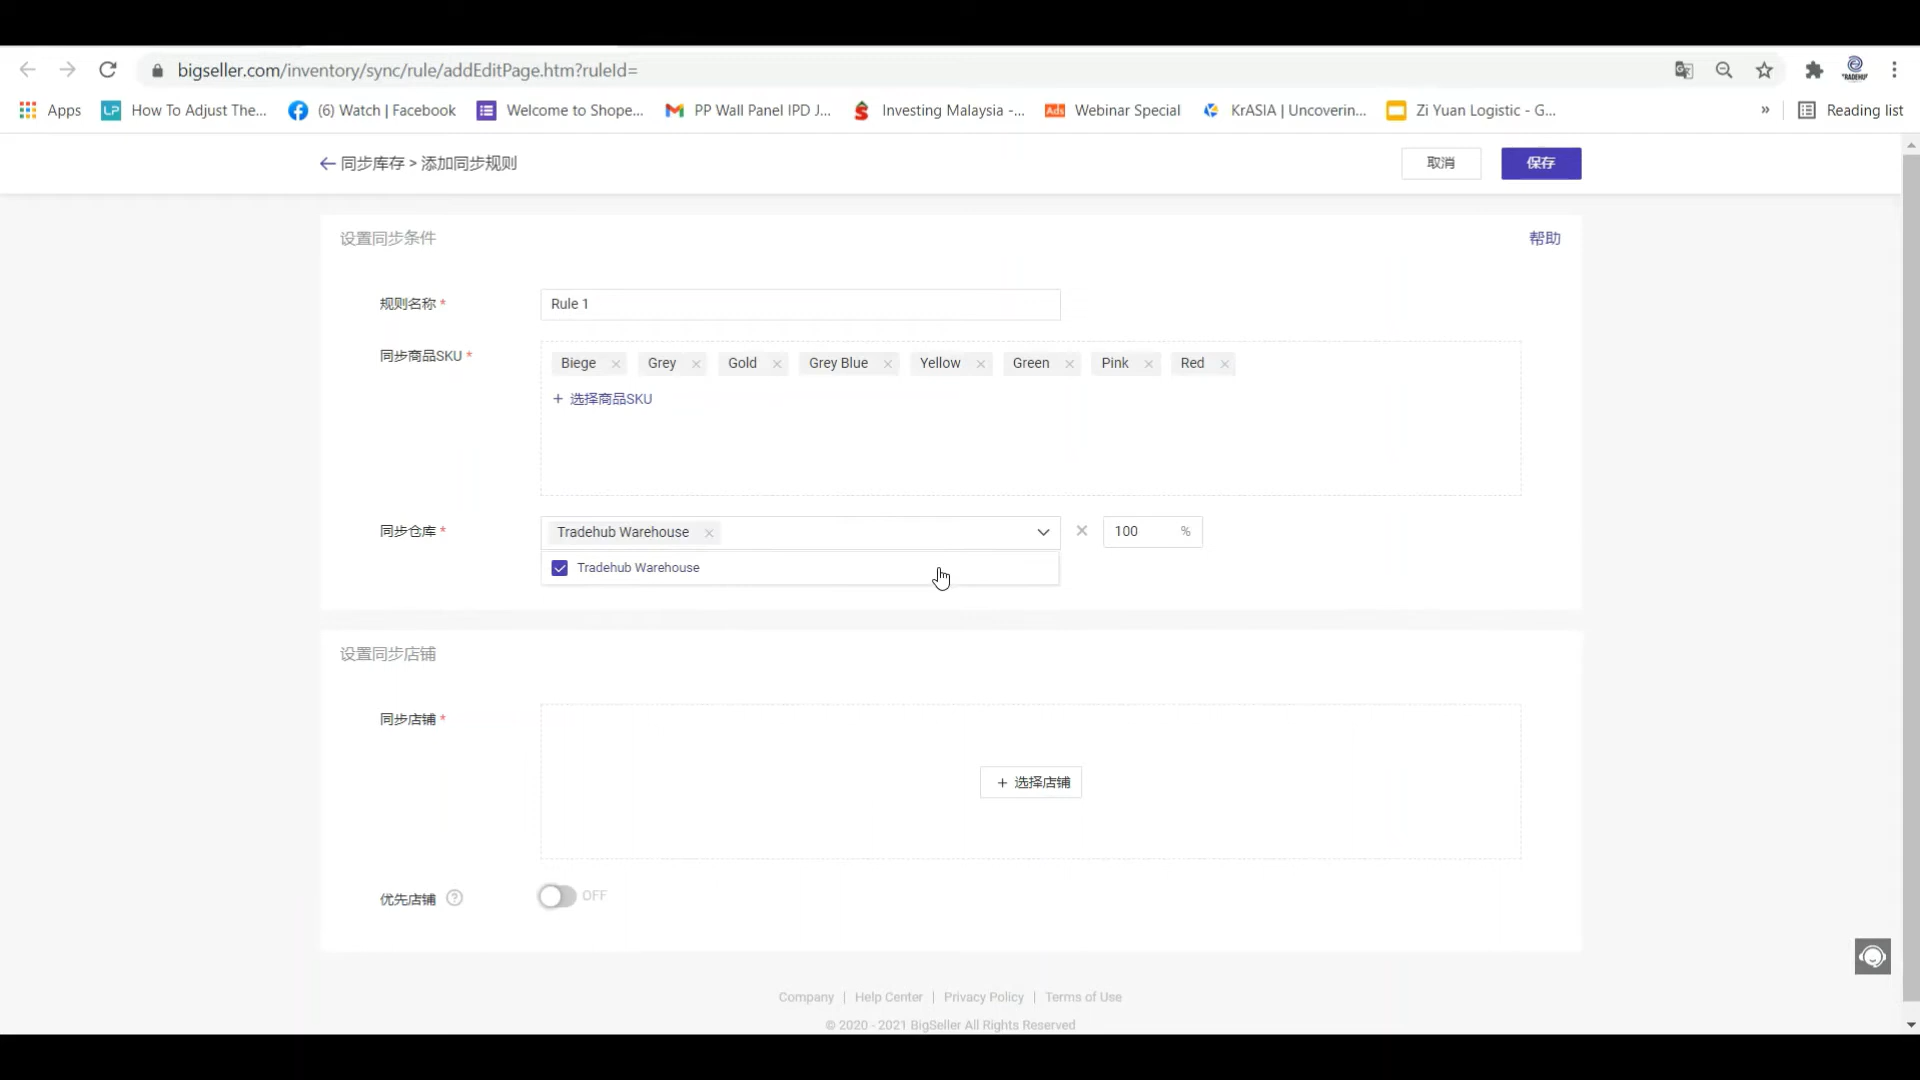 bigseller.com/inventory/sync/rule/addEditPage.htm?ruleId=
Apps LP How To Adjust The... (6) Watch | Facebook Welcome to Shope... PP Wall Panel IPD J... Investing Malaysia -... Ads Webinar Special KrASIA | Uncoverin... Zi Yuan Logistic - G... » Reading list
← 同步库存 > 添加同步规则 取消 保存
设置同步条件 帮助
规则名称 * Rule 1
同步商品SKU * Biege × Grey × Gold × Grey Blue × Yellow × Green × Pink × Red ×
+ 选择商品SKU
同步仓库 * Tradehub Warehouse × × 100 %
Tradehub Warehouse
设置同步店铺
同步店铺 *
+ 选择店铺
优先店铺 ? OFF
Company | Help Center | Privacy Policy | Terms of Use
© 2020 - 2021 BigSeller All Rights Reserved